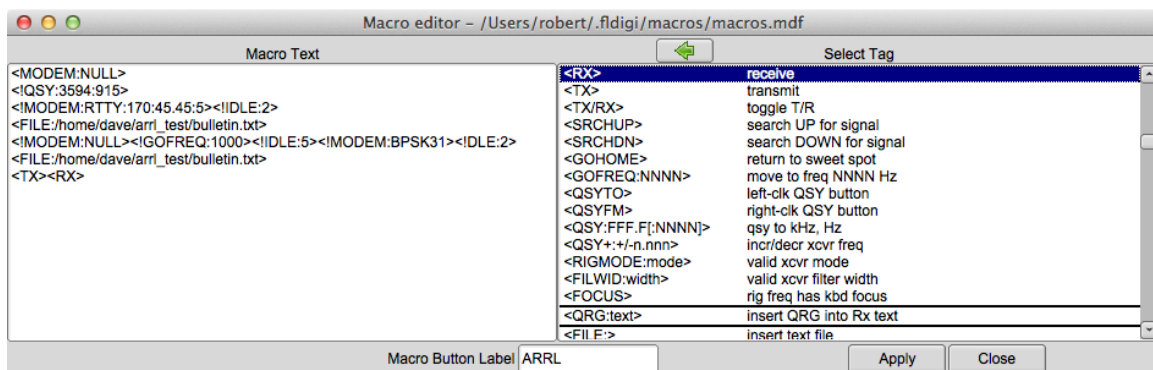 Macro editor – /Users/robert/.fldigi/macros/macros.mdf
Macro Text
<MODEM:NULL>
<!QSY:3594:915>
<!MODEM:RTTY:170:45.45:5><!IDLE:2>
<FILE:/home/dave/arrl_test/bulletin.txt>
<!MODEM:NULL><!GOFREQ:1000><!IDLE:5><!MODEM:BPSK31><!IDLE:2>
<FILE:/home/dave/arrl_test/bulletin.txt>
<TX><RX>
Select Tag
<RX> receive
<TX> transmit
<TX/RX> toggle T/R
<SRCHUP> search UP for signal
<SRCHDN> search DOWN for signal
<GOHOME> return to sweet spot
<GOFREQ:NNNN> move to freq NNNN Hz
<QSYTO> left-clk QSY button
<QSYFM> right-clk QSY button
<QSY:FFF.F[:NNNN]> qsy to kHz, Hz
<QSY+:+/-n.nnn> incr/decr xcvr freq
<RIGMODE:mode> valid xcvr mode
<FILWID:width> valid xcvr filter width
<FOCUS> rig freq has kbd focus
<QRG:text> insert QRG into Rx text
<FILE:> insert text file
Macro Button Label ARRL
Apply Close